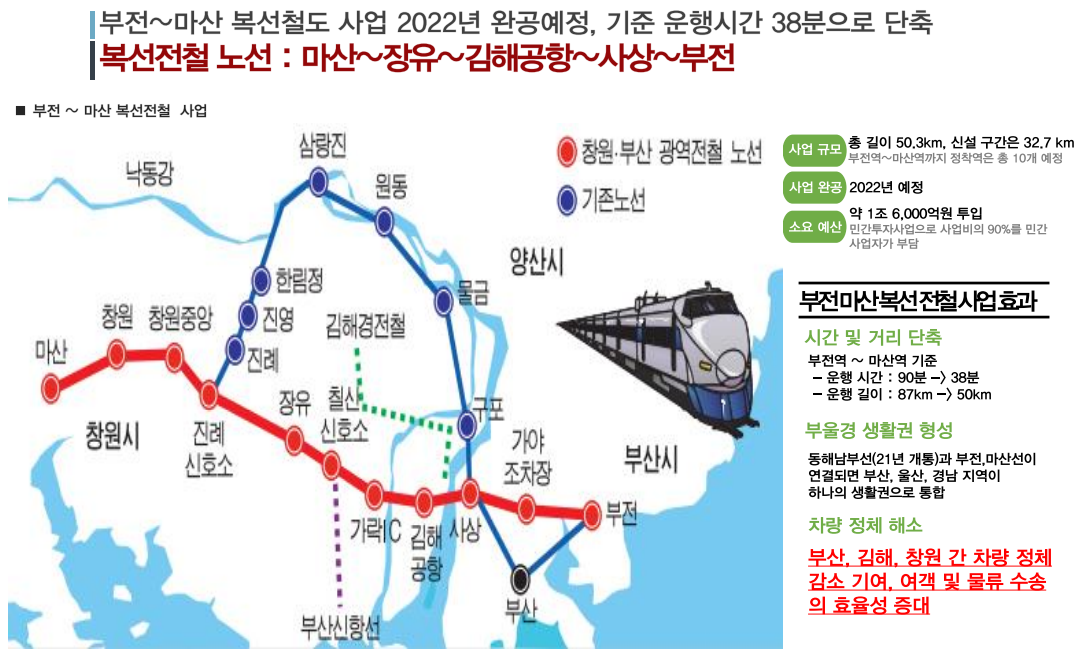 부전~마산 복선철도 사업 2022년 완공예정, 기준 운행시간 38분으로 단축
복선전철 노선 : 마산~장유~김해공항~사상~부전
■ 부전 ~ 마산 복선전철 사업
삼랑진
낙동강
원동
창원·부산 광역전철 노선
기존노선
양산시
한림정
물금
창원
창원중앙
진영
김해경전철
마산
진례
장유
칠산
신호소
구포
가야
조차장
창원시
진례
신호소
부산시
가락IC
김해
공항
사상
부전
부산
부산신항선
사업 규모
총 길이 50.3km, 신설 구간은 32.7 km
부전역~마산역까지 정착역은 총 10개 예정
사업 완공
2022년 예정
소요 예산
약 1조 6,000억원 투입
민간투자사업으로 사업비의 90%를 민간
사업자가 부담
부전마산복선 전철사업 효과
시간 및 거리 단축
부전역 ~ 마산역 기준
– 운행 시간 : 90분 –> 38분
– 운행 길이 : 87km –> 50km
부울경 생활권 형성
동해남부선(21년 개통)과 부전,마산선이
연결되면 부산, 울산, 경남 지역이
하나의 생활권으로 통합
차량 정체 해소
부산, 김해, 창원 간 차량 정체
감소 기여, 여객 및 물류 수송
의 효율성 증대